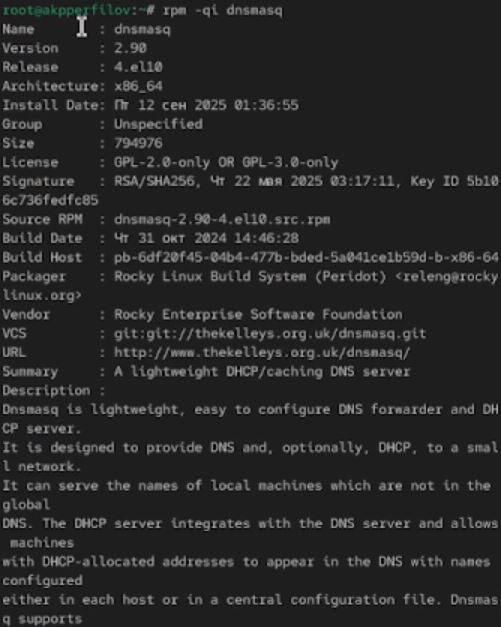 root@akpperfilov:~# rpm -qi dnsmasq
Name        : dnsmasq
Version     : 2.90
Release     : 4.el10
Architecture: x86_64
Install Date: Пт 12 сен 2025 01:36:55
Group       : Unspecified
Size        : 794976
License     : GPL-2.0-only OR GPL-3.0-only
Signature   : RSA/SHA256, Чт 22 мая 2025 03:17:11, Key ID 5b10
6c736fedfc85
Source RPM  : dnsmasq-2.90-4.el10.src.rpm
Build Date  : Чт 31 окт 2024 14:46:28
Build Host  : pb-6df20f45-04b4-477b-bded-5a041ce1b59d-b-x86-64
Packager    : Rocky Linux Build System (Peridot) <releng@rocky
linux.org>
Vendor      : Rocky Enterprise Software Foundation
VCS         : git:git://thekelleys.org.uk/dnsmasq.git
URL         : http://www.thekelleys.org.uk/dnsmasq/
Summary     : A lightweight DHCP/caching DNS server
Description :
Dnsmasq is lightweight, easy to configure DNS forwarder and DH
CP server.
It is designed to provide DNS and, optionally, DHCP, to a smal
l network.
It can serve the names of local machines which are not in the
global
DNS. The DHCP server integrates with the DNS server and allows
 machines
with DHCP-allocated addresses to appear in the DNS with names
configured
either in each host or in a central configuration file. Dnsmas
q supports